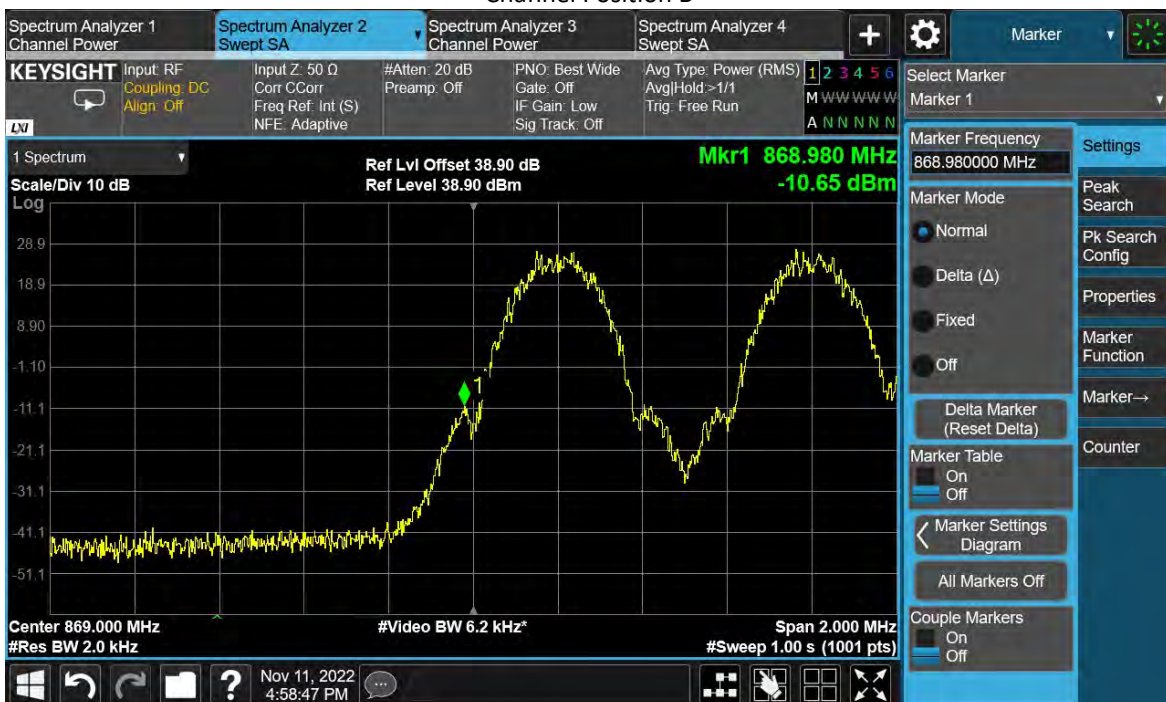 Channel Position B
Spectrum Analyzer 1
Channel Power
Spectrum Analyzer 2
Swept SA
Spectrum Analyzer 3
Channel Power
Spectrum Analyzer 4
Swept SA
+
Marker
KEYSIGHT
LXI
Input: RF
Coupling: DC
Align: Off
Input Z: 50 Ω
Corr CCorr
Freq Ref: Int (S)
NFE: Adaptive
#Atten: 20 dB
Preamp: Off
PNO: Best Wide
Gate: Off
IF Gain: Low
Sig Track: Off
Avg Type: Power (RMS)
Avg|Hold:>1/1
Trig: Free Run
1 2 3 4 5 6
M W W W W W
A N N N N N
Select Marker
Marker 1
1 Spectrum
Scale/Div 10 dB
Log
Ref Lvl Offset 38.90 dB
Ref Level 38.90 dBm
Mkr1 868.980 MHz
-10.65 dBm
28.9
18.9
8.90
-1.10
-11.1
-21.1
-31.1
-41.1
-51.1
1
Center 869.000 MHz
#Res BW 2.0 kHz
#Video BW 6.2 kHz*
Span 2.000 MHz
#Sweep 1.00 s (1001 pts)
Marker Frequency
868.980000 MHz
Marker Mode
Normal
Delta (Δ)
Fixed
Off
Delta Marker
(Reset Delta)
Marker Table
On
Off
Marker Settings
Diagram
All Markers Off
Couple Markers
On
Off
Settings
Peak
Search
Pk Search
Config
Properties
Marker
Function
Marker→
Counter
?
Nov 11, 2022
4:58:47 PM